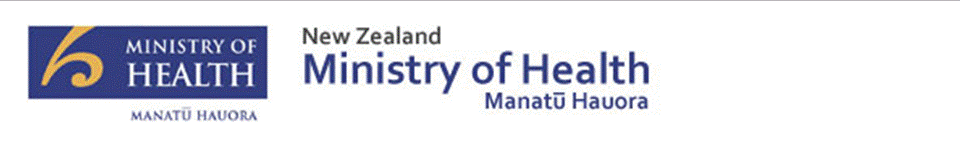 MINISTRY OF
HEALTH
MANATŪ HAUORA
New Zealand
Ministry of Health
Manatū Hauora